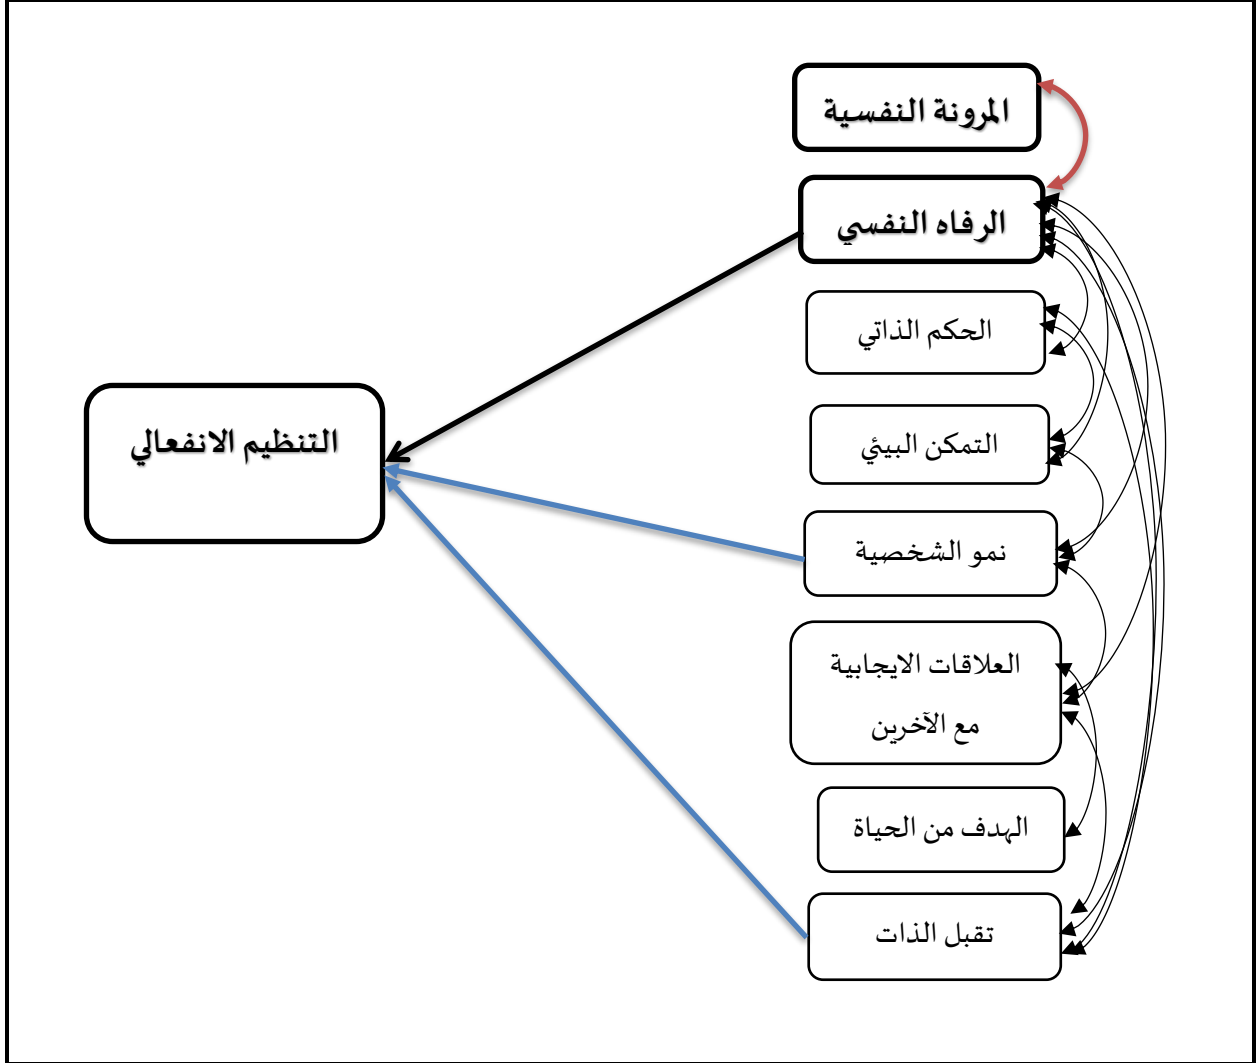 المرونة النفسية
الرفاه النفسي
الحكم الذاتي
التمكن البيئي
التنظيم الانفعالي
نمو الشخصية
العلاقات الايجابية
مع الآخرين
الهدف من الحياة
تقبل الذات